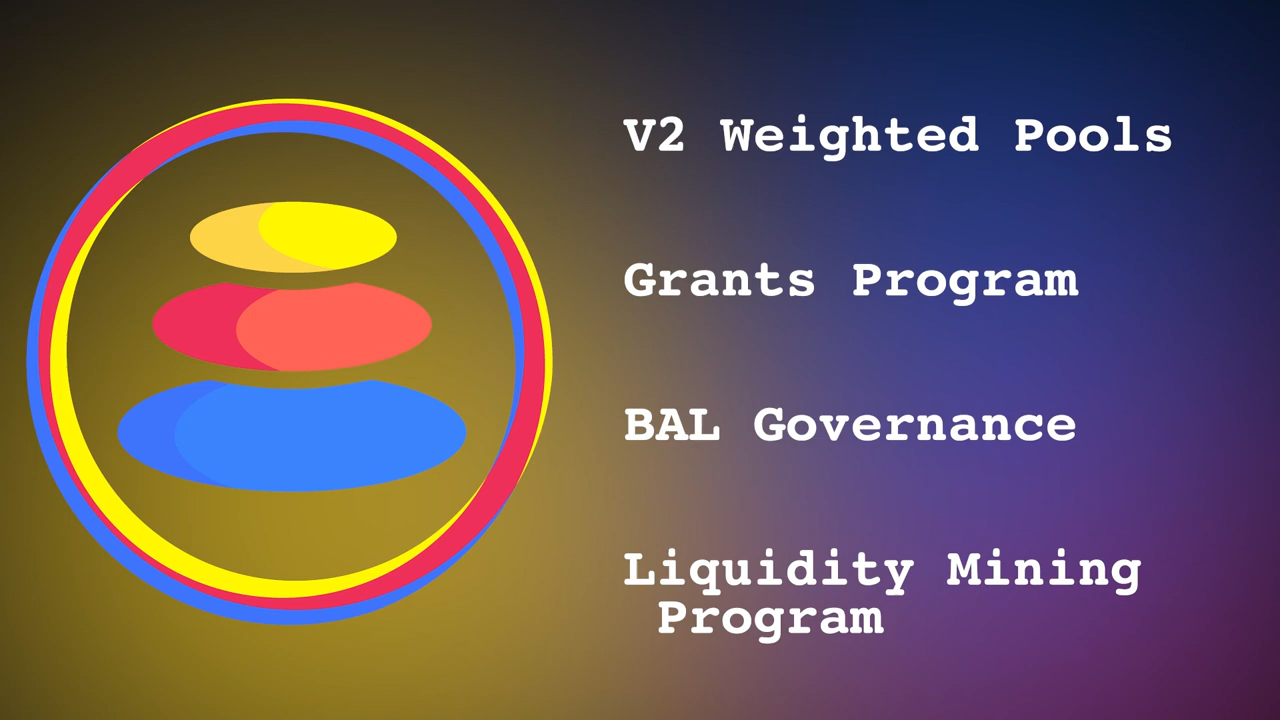 V2 Weighted Pools
Grants Program
BAL Governance
Liquidity Mining
Program